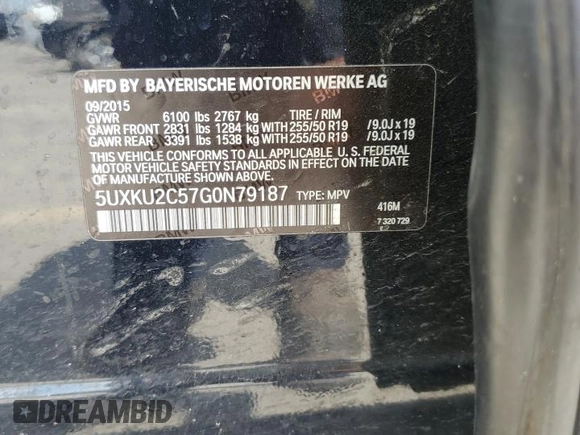 MFD BY BAYERISCHE MOTOREN WERKE AG
09/2015
GVWR 6100 lbs 2767 kg TIRE / RIM
GAWR FRONT 2831 lbs 1284 kg WITH 255/50 R19 /9.0J x 19
GAWR REAR 3391 lbs 1538 kg WITH 255/50 R19 /9.0J x 19
THIS VEHICLE CONFORMS TO ALL APPLICABLE U. S. FEDERAL
MOTOR VEHICLE SAFETY STANDARDS IN EFFECT ON THE DATE
OF MANUFACTURE SHOWN ABOVE.
5UXKU2C57G0N79187 TYPE: MPV
416M
7 320 729
DREAMBID